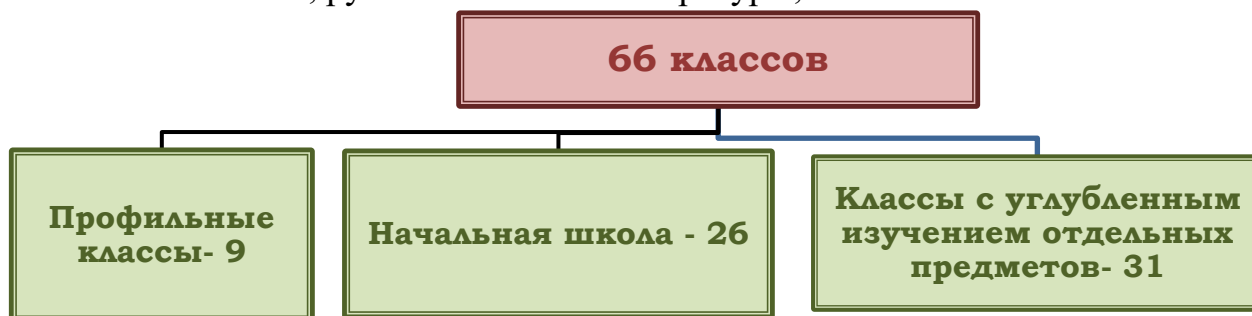 66 классов
Профильные
классы- 9
Начальная школа - 26
Классы с углубленным
изучением отдельных
предметов- 31